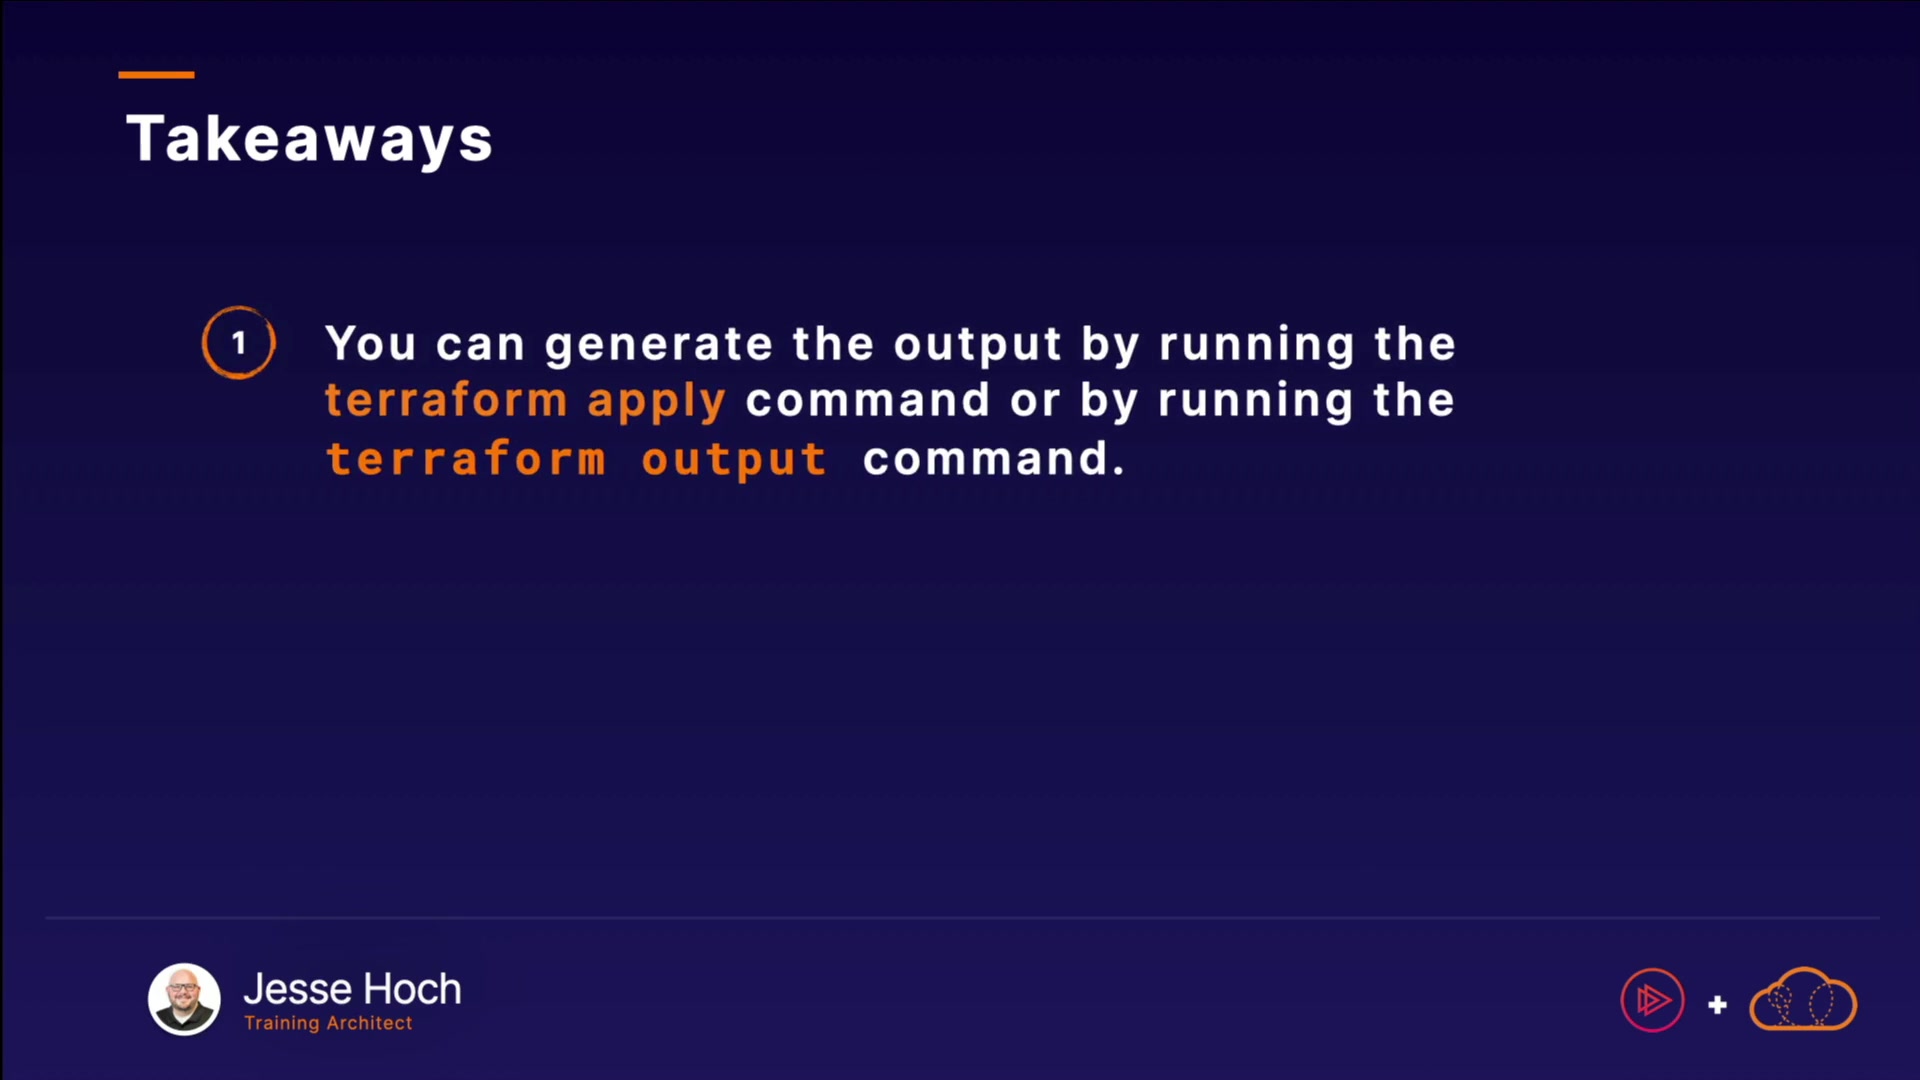 Takeaways
1
You can generate the output by running the
terraform apply command or by running the
terraform output command.
Jesse Hoch
Training Architect